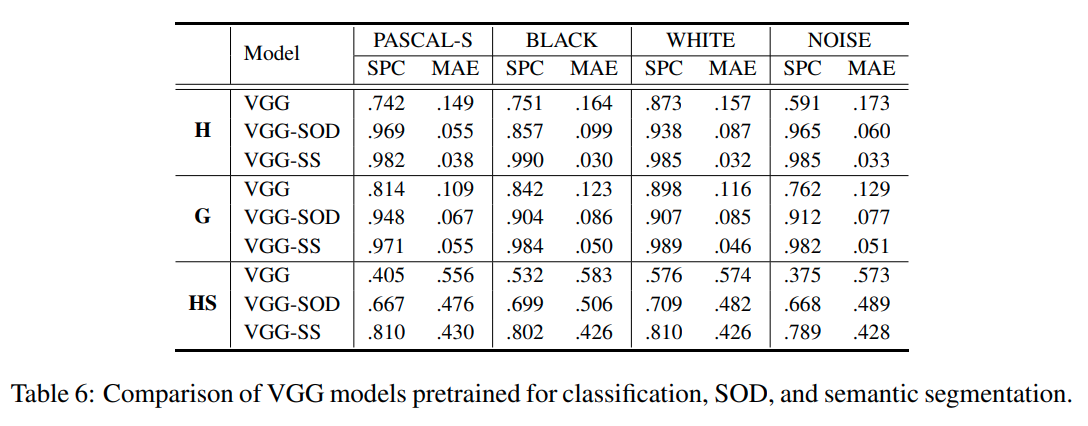 Model PASCAL-S BLACK WHITE NOISE
SPC MAE SPC MAE SPC MAE SPC MAE
H VGG .742 .149 .751 .164 .873 .157 .591 .173
VGG-SOD .969 .055 .857 .099 .938 .087 .965 .060
VGG-SS .982 .038 .990 .030 .985 .032 .985 .033
G VGG .814 .109 .842 .123 .898 .116 .762 .129
VGG-SOD .948 .067 .904 .086 .907 .085 .912 .077
VGG-SS .971 .055 .984 .050 .989 .046 .982 .051
HS VGG .405 .556 .532 .583 .576 .574 .375 .573
VGG-SOD .667 .476 .699 .506 .709 .482 .668 .489
VGG-SS .810 .430 .802 .426 .810 .426 .789 .428
Table 6: Comparison of VGG models pretrained for classification, SOD, and semantic segmentation.